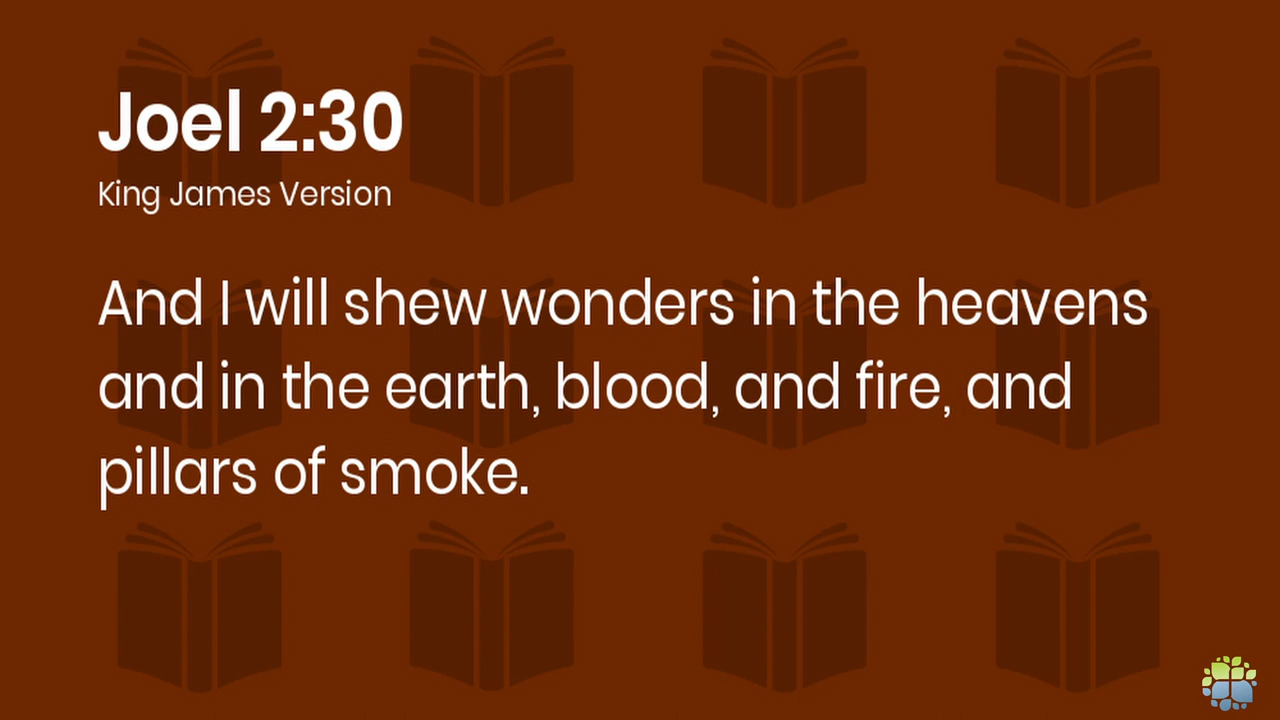 Joel 2:30
King James Version
And I will shew wonders in the heavens
and in the earth, blood, and fire, and
pillars of smoke.